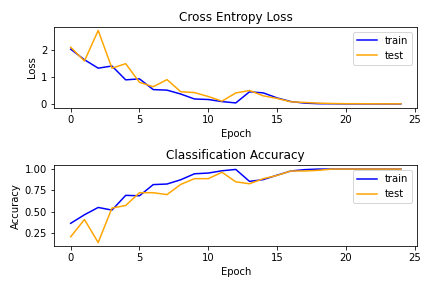 Cross Entropy Loss
Loss
2
1
0
train
test
0 5 10 15 20 25
Epoch
Classification Accuracy
Accuracy
1.00
0.75
0.50
0.25
train
test
0 5 10 15 20 25
Epoch